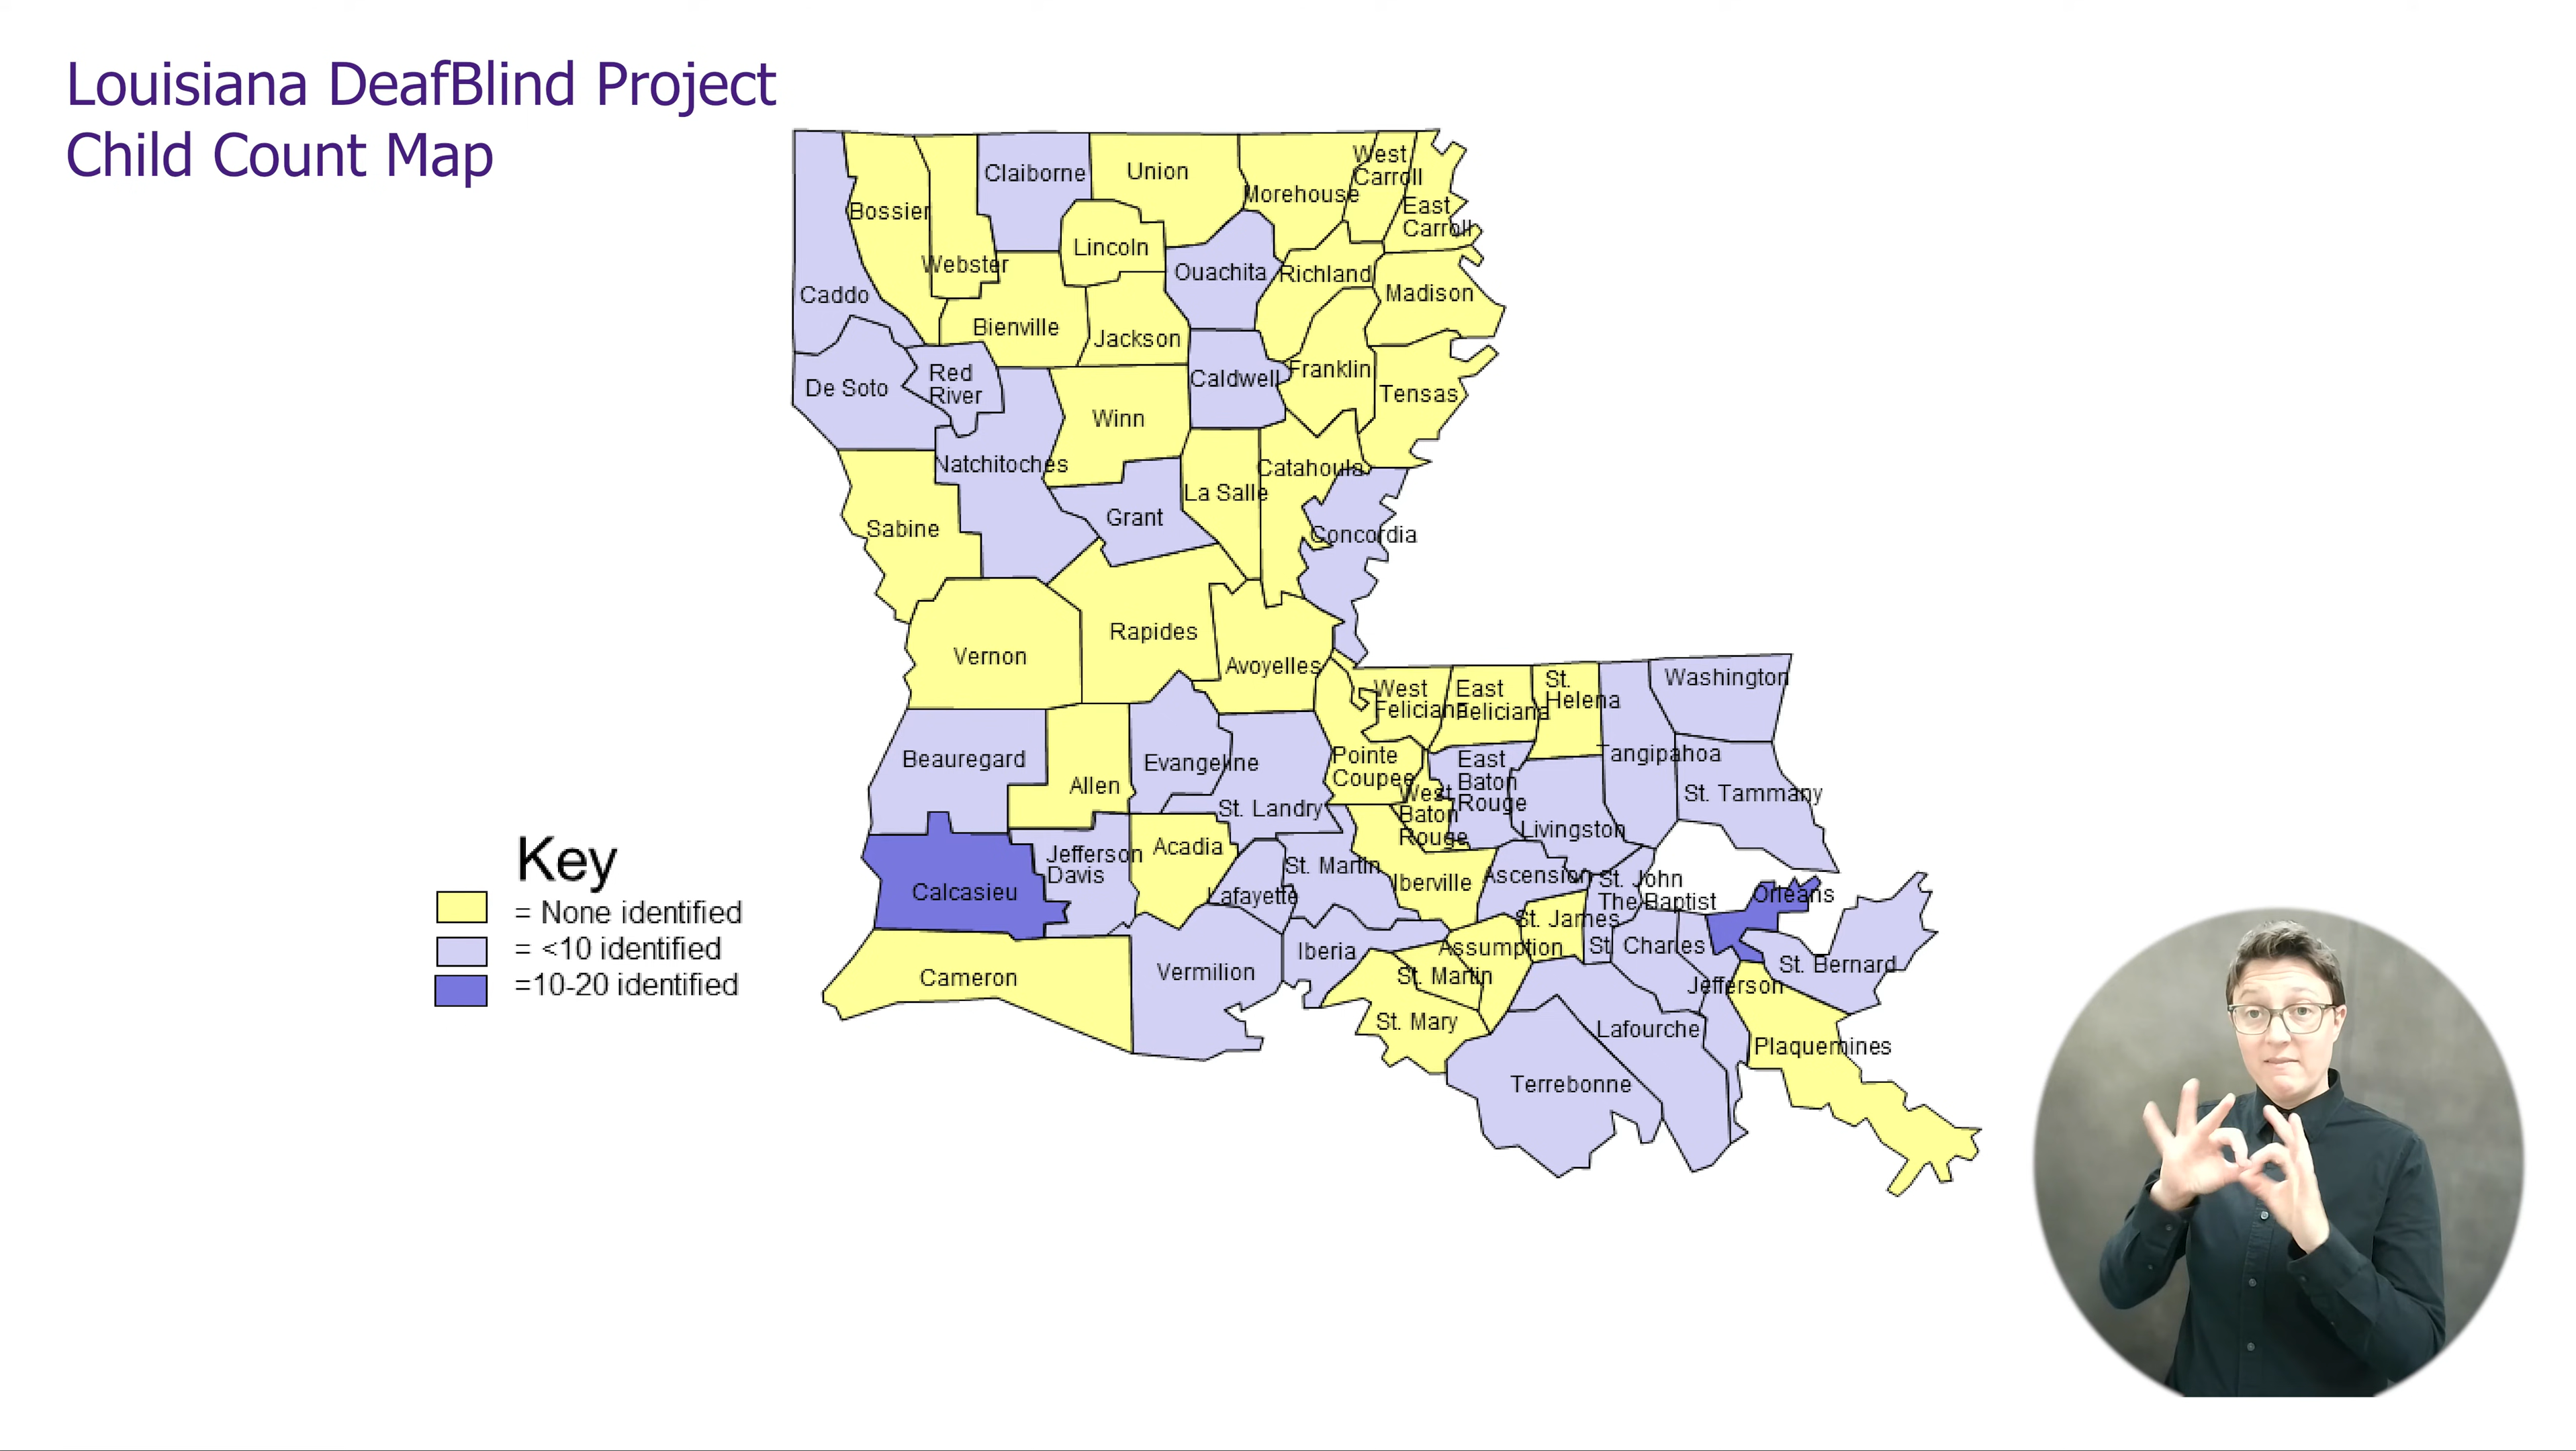 Louisiana DeafBlind Project
Child Count Map
West
Carroll
Claiborne
Union
Morehouse
Bossier
East
Carroll
Lincoln
Webster
Ouachita
Richland
Madison
Caddo
Bienville
Jackson
Red
River
De Soto
Caldwell
Franklin
Tensas
Winn
Natchitoches
Catahoula
La Salle
Grant
Sabine
Concordia
Rapides
Vernon
Avoyelles
West
Feliciana
East
Feliciana
St.
Helena
Washington
Beauregard
Evangeline
Allen
Pointe
Coupee
East
Baton
Rouge
Tangipahoa
St. Tammany
West
Baton
Rouge
St. Landry
Livingston
Jefferson
Davis
Acadia
St. Martin
Iberville
Ascension
St. John
The Baptist
Orleans
Calcasieu
Lafayette
St. James
Assumption
St. Charles
Iberia
St. Bernard
Cameron
Vermilion
St. Martin
Jefferson
St. Mary
Lafourche
Plaquemines
Terrebonne
Key
= None identified
= <10 identified
=10-20 identified